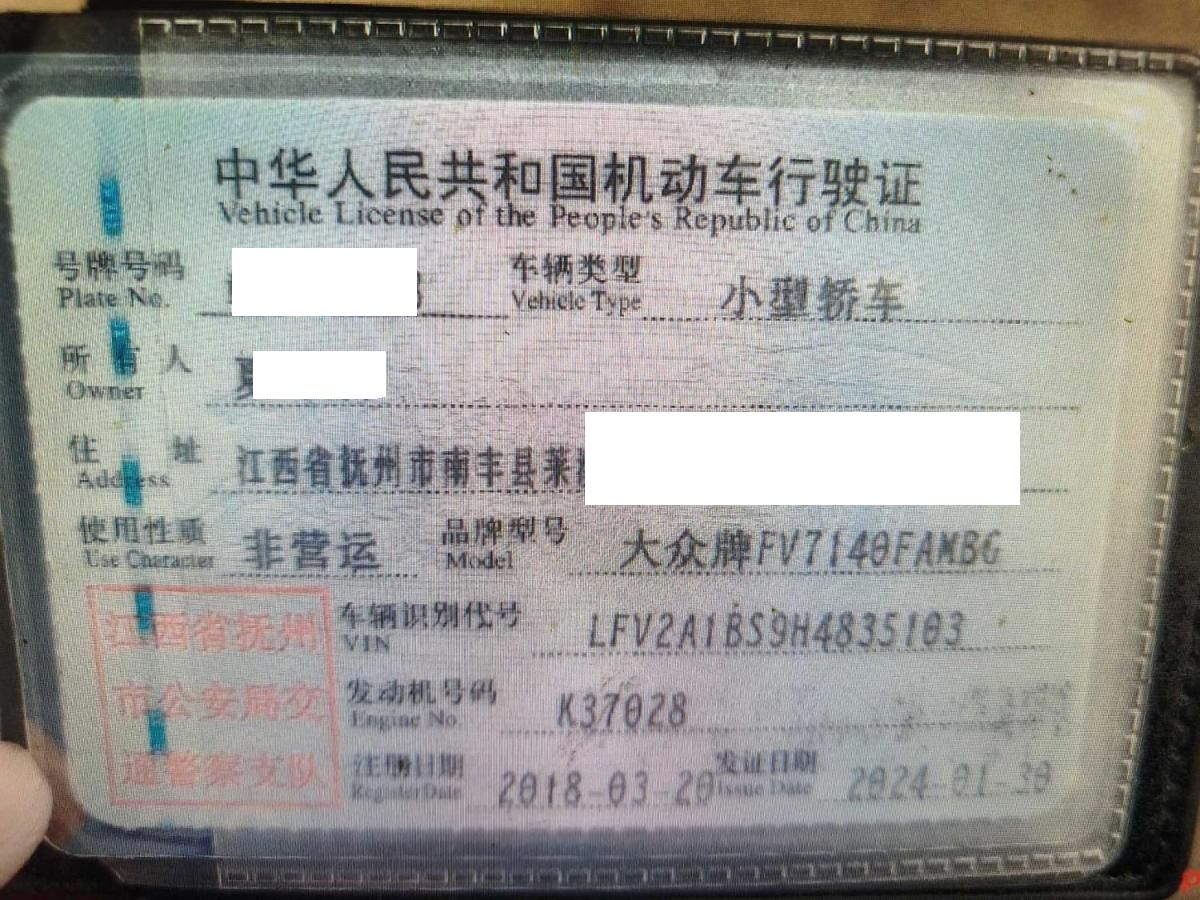 中华人民共和国机动车行驶证
Vehicle License of the People's Republic of China
号牌号码 车辆类型 小型轿车
Plate No. Vehicle Type
所有人
Owner
住址 江西省抚州市南丰县莱
Address
使用性质 非营运 品牌型号 大众牌FV7140FAMBG
Use Character Model
江西省抚州
市公安局交
通警察支队
车辆识别代号 LFV2A1BS9H4835103
VIN
发动机号码 K37028
Engine No.
注册日期 2018-03-20 发证日期 2024-01-30
Register Date Issue Date